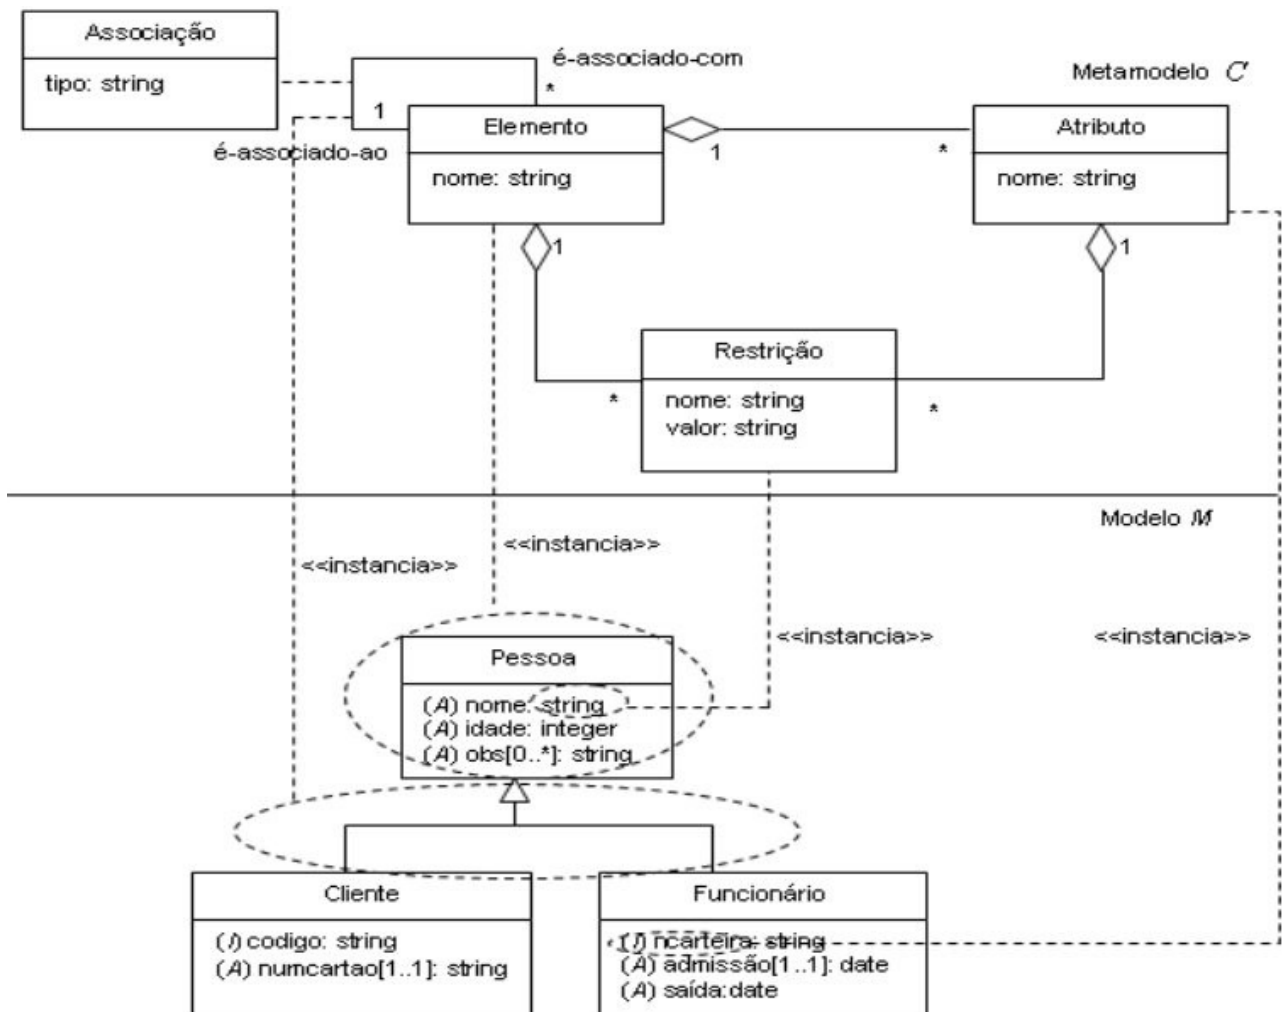 Associação
tipo: string
é-associado-com
*
1
é-associado-ao
Elemento
nome: string
1
*
Metamodelo C
Atributo
nome: string
1
1
Restrição
nome: string
valor: string
*
*
Modelo M
<<instancia>>
<<instancia>>
<<instancia>>
<<instancia>>
Pessoa
(A) nome: string
(A) idade: integer
(A) obs[0..*]: string
Cliente
(I) codigo: string
(A) numcartao[1..1]: string
Funcionário
(I) ncarteira: string
(A) admissão[1..1]: date
(A) saída:date